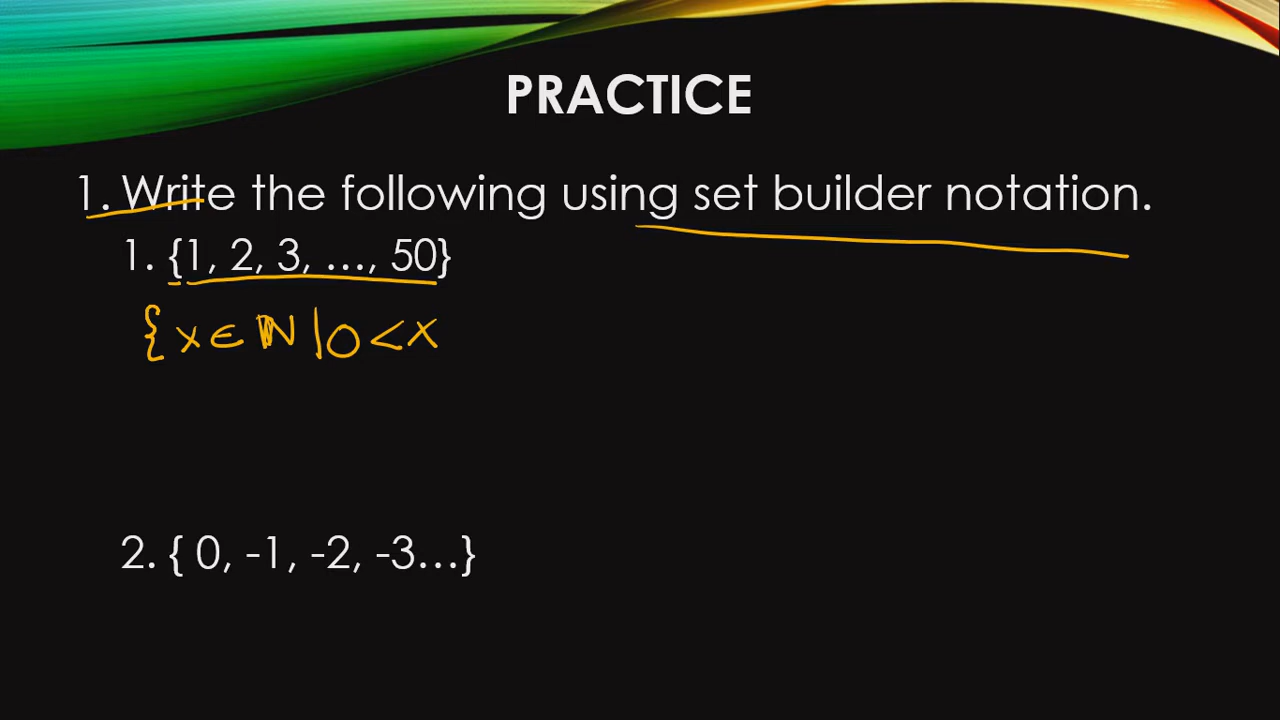 PRACTICE
1. Write the following using set builder notation.
1. {1, 2, 3, …, 50}
{x∈ℕ|0<x
2. { 0, -1, -2, -3…}